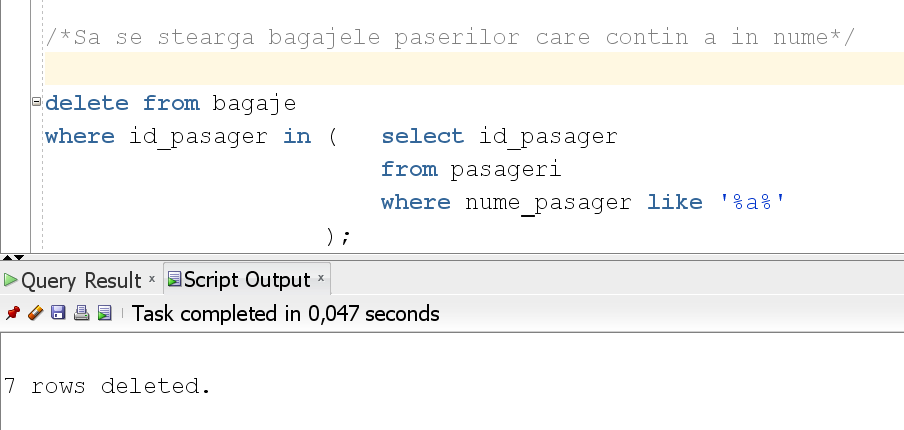 /*Sa se stearga bagajele paserilor care contin a in nume*/
delete from bagaje
where id_pasager in (   select id_pasager
from pasageri
where nume_pasager like '%a%'
);
Query Result x Script Output x
Task completed in 0,047 seconds
7 rows deleted.